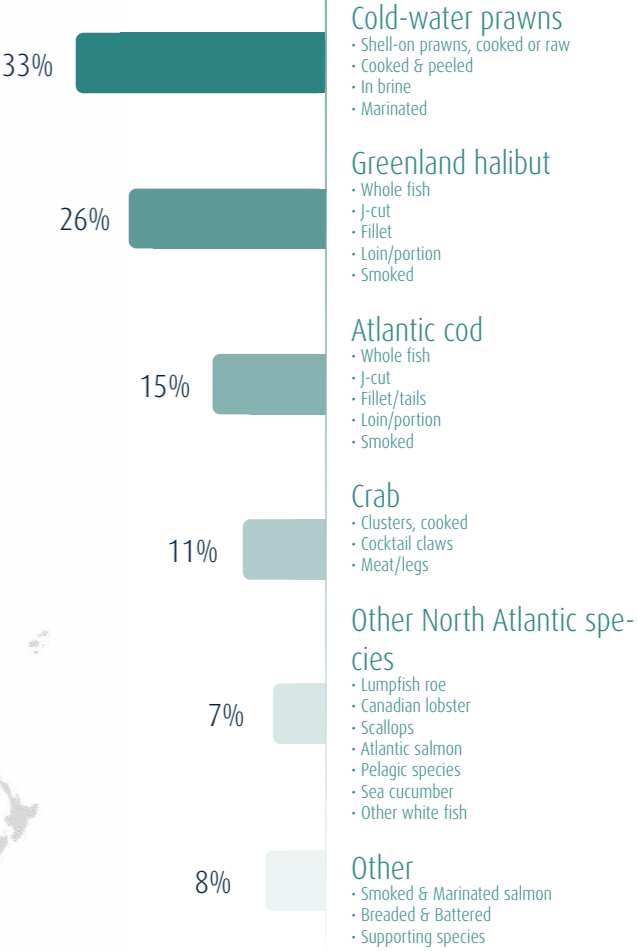 Cold-water prawns
• Shell-on prawns, cooked or raw
33%
• Cooked & peeled
• In brine
• Marinated
Greenland halibut
• Whole fish
26%
• J-cut
• Fillet
• Loin/portion
• Smoked
Atlantic cod
• Whole fish
15%
• J-cut
• Fillet/tails
• Loin/portion
• Smoked
Crab
• Clusters, cooked
11%
• Cocktail claws
• Meat/legs
Other North Atlantic spe-
cies
• Lumpfish roe
7%
• Canadian lobster
• Scallops
• Atlantic salmon
• Pelagic species
• Sea cucumber
• Other white fish
Other
8%
• Smoked & Marinated salmon
• Breaded & Battered
• Supporting species